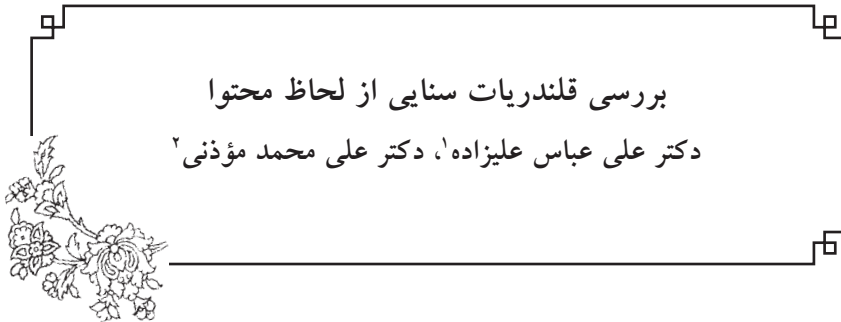 بررسی قلندریات سنایی از لحاظ محتوا
دکتر علی عباس علیزاده۱، دکتر علی محمد مؤذنی۲